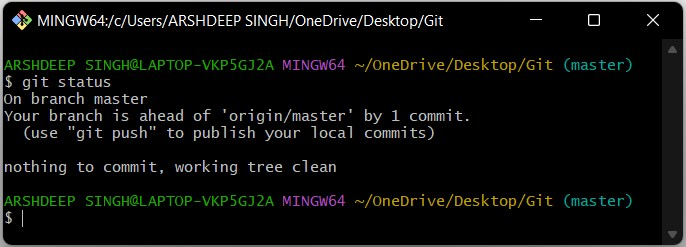 MINGW64:/c/Users/ARSHDEEP SINGH/OneDrive/Desktop/Git
ARSHDEEP SINGH@LAPTOP-VKP5GJ2A MINGW64 ~/OneDrive/Desktop/Git (master)
$ git status
On branch master
Your branch is ahead of 'origin/master' by 1 commit.
  (use "git push" to publish your local commits)
nothing to commit, working tree clean
ARSHDEEP SINGH@LAPTOP-VKP5GJ2A MINGW64 ~/OneDrive/Desktop/Git (master)
$